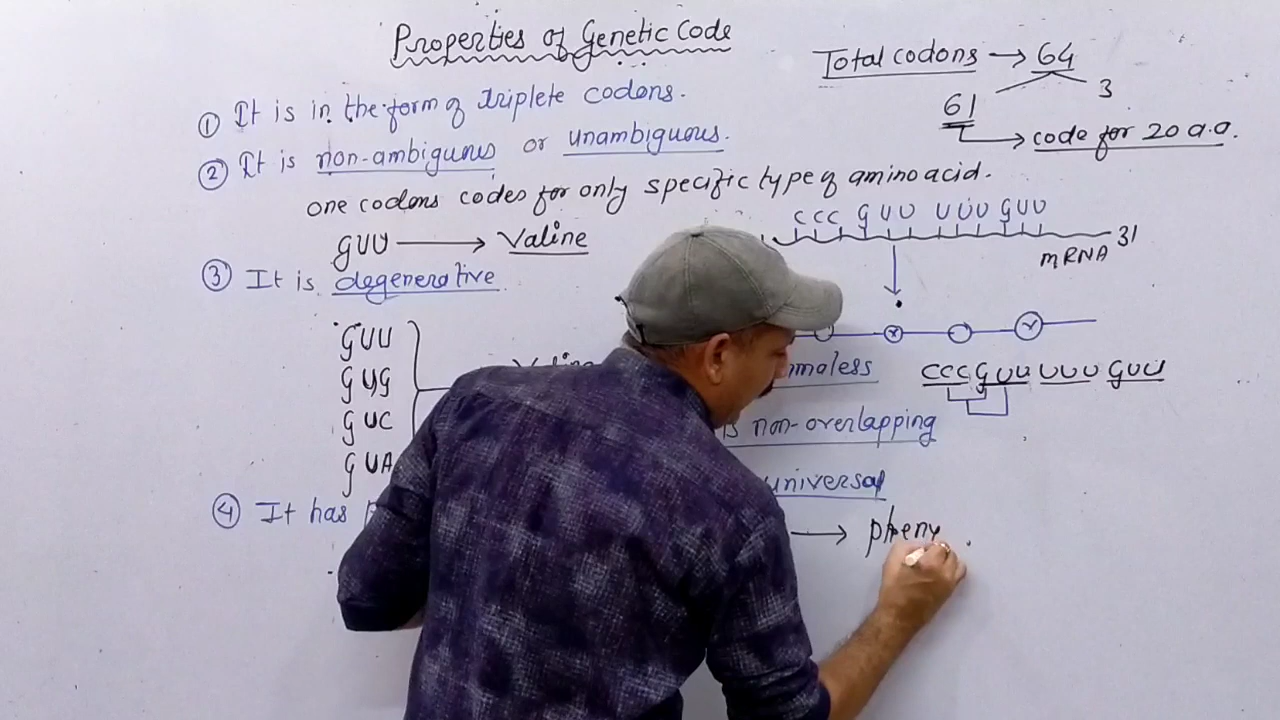 Properties of Genetic Code
① It is in the form of triplete codons.
② It is non-ambigunus or unambiguous.
one codons codes for only specific type of amino acid.
GUU → Valine
③ It is degenerative
GUU
GUG
GUC
GUA
④ It has
Total codons → 64
61 3
code for 20 a.a.
CCC GUU UUU GUU
mRNA 3'
maless
CCC GUU UUU GUU
is non-overlapping
universal
→ pheny